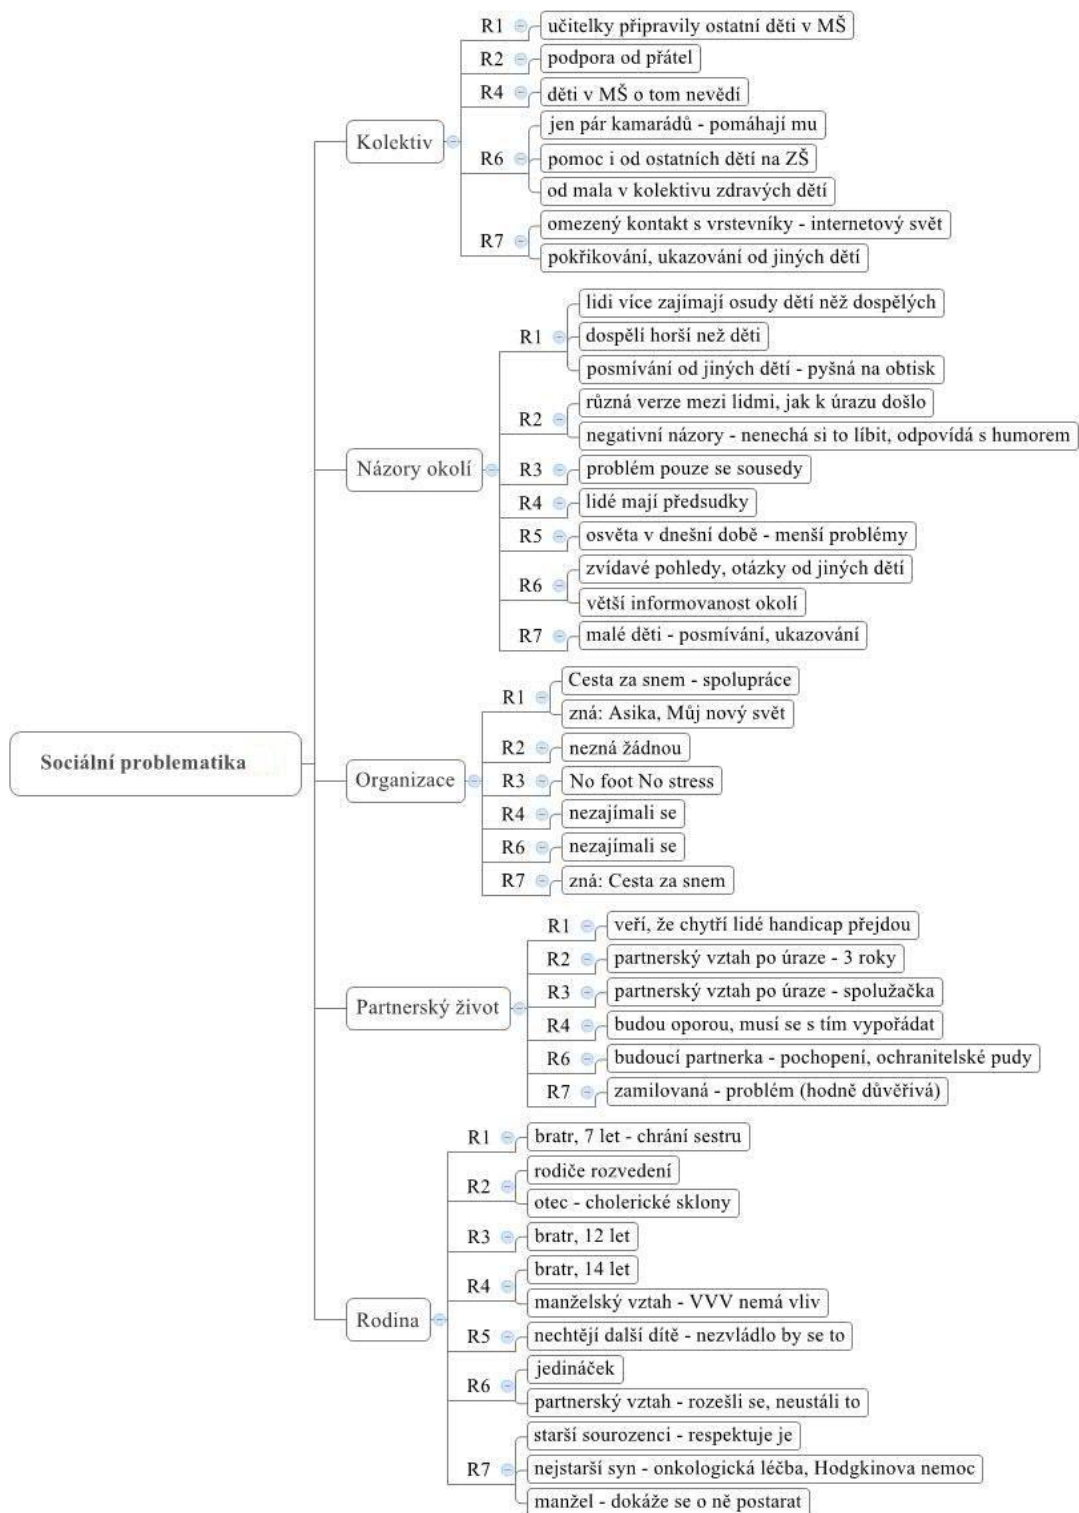 Sociální problematika
Kolektiv
R1
učitelky připravily ostatní děti v MŠ
R2
podpora od přátel
R4
děti v MŠ o tom nevědí
R6
jen pár kamarádů - pomáhají mu
pomoc i od ostatních dětí na ZŠ
od mala v kolektivu zdravých dětí
R7
omezený kontakt s vrstevníky - internetový svět
pokřikování, ukazování od jiných dětí
Názory okolí
R1
lidi více zajímají osudy dětí něž dospělých
dospělí horší než děti
posmívání od jiných dětí - pyšná na obtisk
R2
různá verze mezi lidmi, jak k úrazu došlo
negativní názory - nenechá si to líbit, odpovídá s humorem
R3
problém pouze se sousedy
R4
lidé mají předsudky
R5
osvěta v dnešní době - menší problémy
R6
zvídavé pohledy, otázky od jiných dětí
větší informovanost okolí
R7
malé děti - posmívání, ukazování
Organizace
R1
Cesta za snem - spolupráce
zná: Asika, Můj nový svět
R2
nezná žádnou
R3
No foot No stress
R4
nezajímali se
R6
nezajímali se
R7
zná: Cesta za snem
Partnerský život
R1
veří, že chytří lidé handicap přejdou
R2
partnerský vztah po úraze - 3 roky
R3
partnerský vztah po úraze - spolužačka
R4
budou oporou, musí se s tím vypořádat
R6
budoucí partnerka - pochopení, ochranitelské pudy
R7
zamilovaná - problém (hodně důvěřivá)
Rodina
R1
bratr, 7 let - chrání sestru
R2
rodiče rozvedení
otec - cholerické sklony
R3
bratr, 12 let
R4
bratr, 14 let
manželský vztah - VVV nemá vliv
R5
nechtějí další dítě - nezvládlo by se to
R6
jedináček
partnerský vztah - rozešli se, neustáli to
R7
starší sourozenci - respektuje je
nejstarší syn - onkologická léčba, Hodgkinova nemoc
manžel - dokáže se o ně postarat